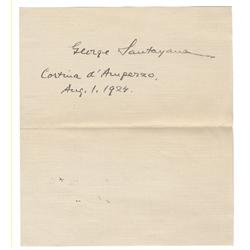 George Santayana
Cortina d'Ampezzo,
Aug. 1. 1924.